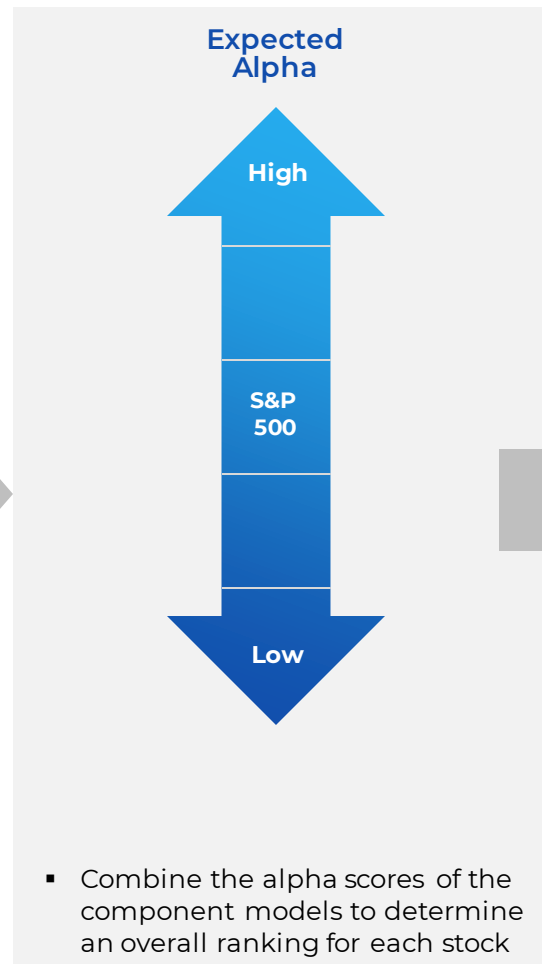 Expected
Alpha
High
S&P
500
Low
▪ Combine the alpha scores of the
component models to determine
an overall ranking for each stock